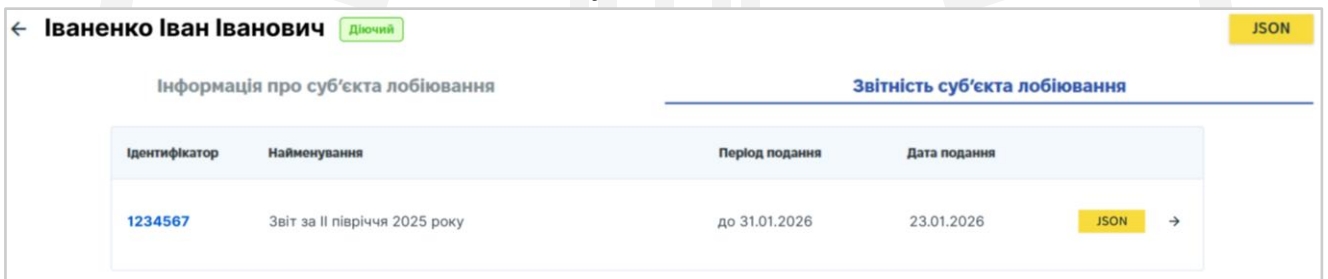 ← Іваненко Іван Іванович Діючий JSON
Інформація про суб’єкта лобіювання Звітність суб’єкта лобіювання
Ідентифікатор Найменування Період подання Дата подання
1234567 Звіт за ІІ півріччя 2025 року до 31.01.2026 23.01.2026 JSON →